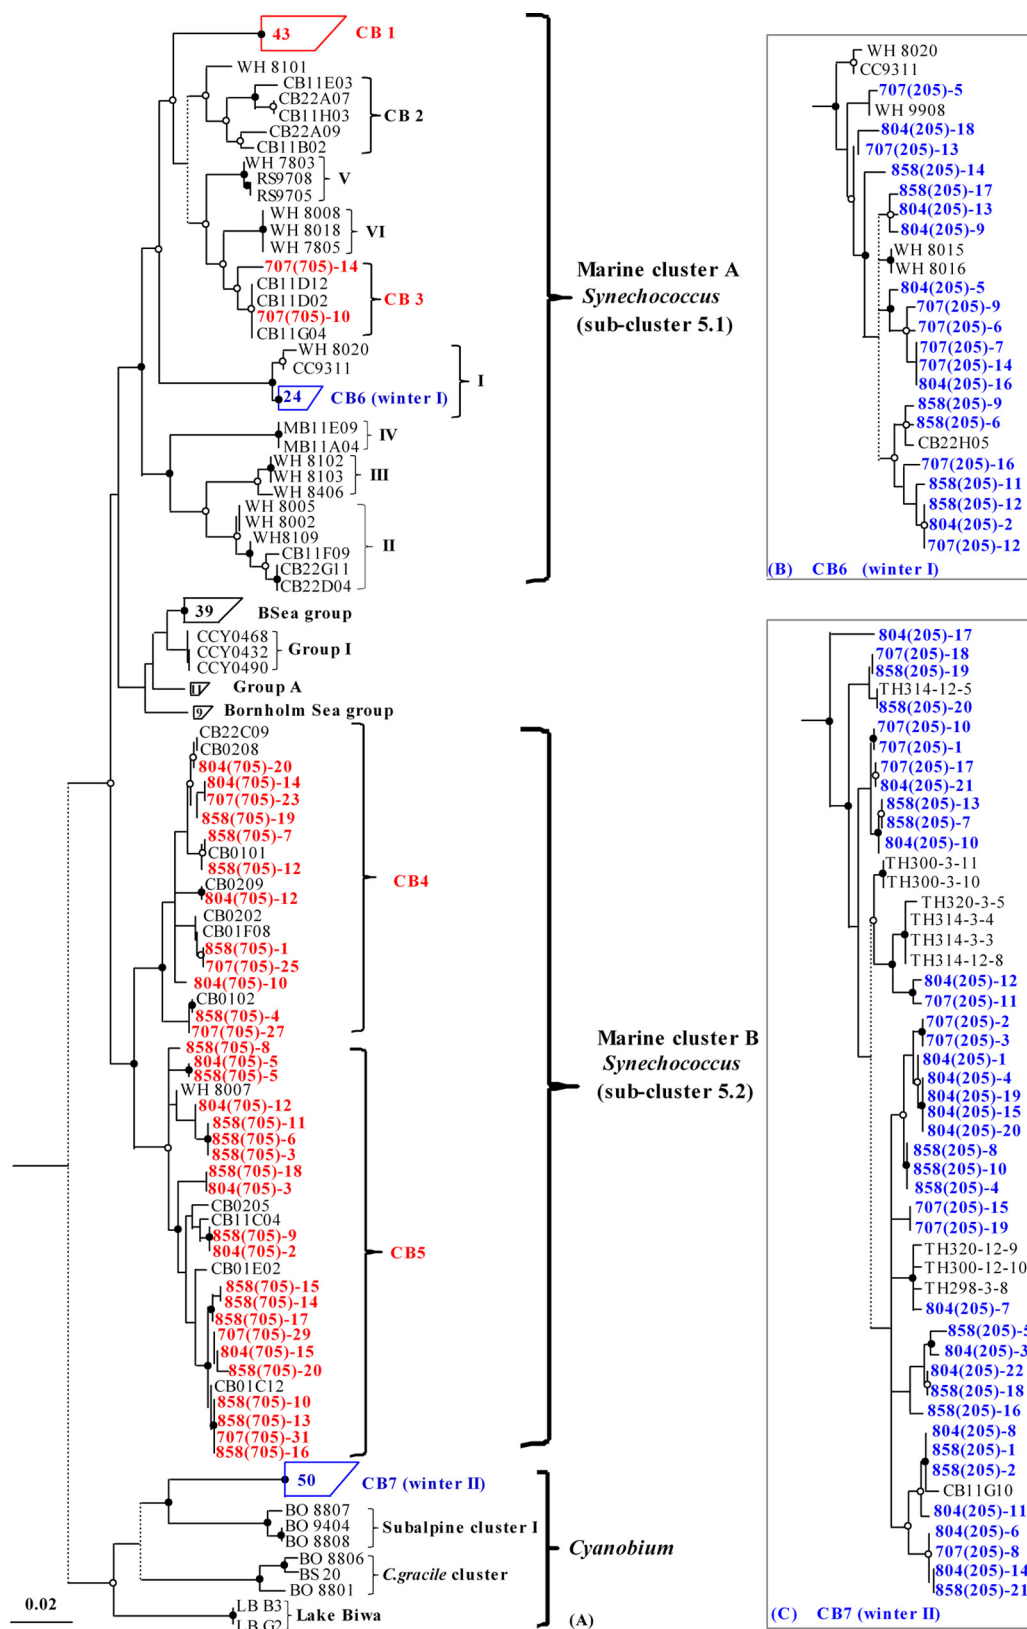 43 CB 1
WH 8101
CB11E03
CB22A07
CB11H03
CB 2
CB22A09
CB11B02
WH 7803
RS9708 V
RS9705
WH 8008
WH 8018 VI
WH 7805
707(705)-14
CB11D12
CB11D02 CB 3
707(705)-10
CB11G04
WH 8020
CC9311 I
24 CB6 (winter I)
MB11E09
IV
MB11A04
WH 8102
WH 8103 III
WH 8406
WH 8005
WH 8002
WH8109
II
CB11F09
CB22G11
CB22D04
Marine cluster A
Synechococcus
(sub-cluster 5.1)
39 BSea group
CCY0468
CCY0432 Group I
CCY0490
11 Group A
9 Bornholm Sea group
CB22C09
CB0208
804(705)-20
804(705)-14
707(705)-23
858(705)-19
858(705)-7
CB0101
858(705)-12
CB4
CB0209
804(705)-12
CB0202
CB01F08
858(705)-1
707(705)-25
804(705)-10
CB0102
858(705)-4
707(705)-27
858(705)-8
804(705)-5
858(705)-5
WH 8007
804(705)-12
858(705)-11
858(705)-6
858(705)-3
858(705)-18
804(705)-3
CB0205
CB11C04
858(705)-9
CB5
804(705)-2
CB01E02
858(705)-15
858(705)-14
858(705)-17
707(705)-29
804(705)-15
858(705)-20
CB01C12
858(705)-10
858(705)-13
707(705)-31
858(705)-16
Marine cluster B
Synechococcus
(sub-cluster 5.2)
50 CB7 (winter II)
BO 8807
BO 9404 Subalpine cluster I
BO 8808
BO 8806
BS 20 C.gracile cluster
BO 8801
LB B3
Lake Biwa
LB G2
Cyanobium
0.02
(A)
WH 8020
CC9311
707(205)-5
WH 9908
804(205)-18
707(205)-13
858(205)-14
858(205)-17
804(205)-13
804(205)-9
WH 8015
WH 8016
804(205)-5
707(205)-9
707(205)-6
707(205)-7
707(205)-14
804(205)-16
858(205)-9
858(205)-6
CB22H05
707(205)-16
858(205)-11
858(205)-12
804(205)-2
707(205)-12
(B) CB6 (winter I)
804(205)-17
707(205)-18
858(205)-19
TH314-12-5
858(205)-20
707(205)-10
707(205)-1
707(205)-17
804(205)-21
858(205)-13
858(205)-7
804(205)-10
TH300-3-11
TH300-3-10
TH320-3-5
TH314-3-4
TH314-3-3
TH314-12-8
804(205)-12
707(205)-11
707(205)-2
707(205)-3
804(205)-1
804(205)-4
804(205)-19
804(205)-15
804(205)-20
858(205)-8
858(205)-10
858(205)-4
707(205)-15
707(205)-19
TH320-12-9
TH300-12-10
TH298-3-8
804(205)-7
858(205)-5
804(205)-3
804(205)-22
858(205)-18
858(205)-16
804(205)-8
858(205)-1
858(205)-2
CB11G10
804(205)-11
804(205)-6
707(205)-8
804(205)-14
858(205)-21
(C) CB7 (winter II)